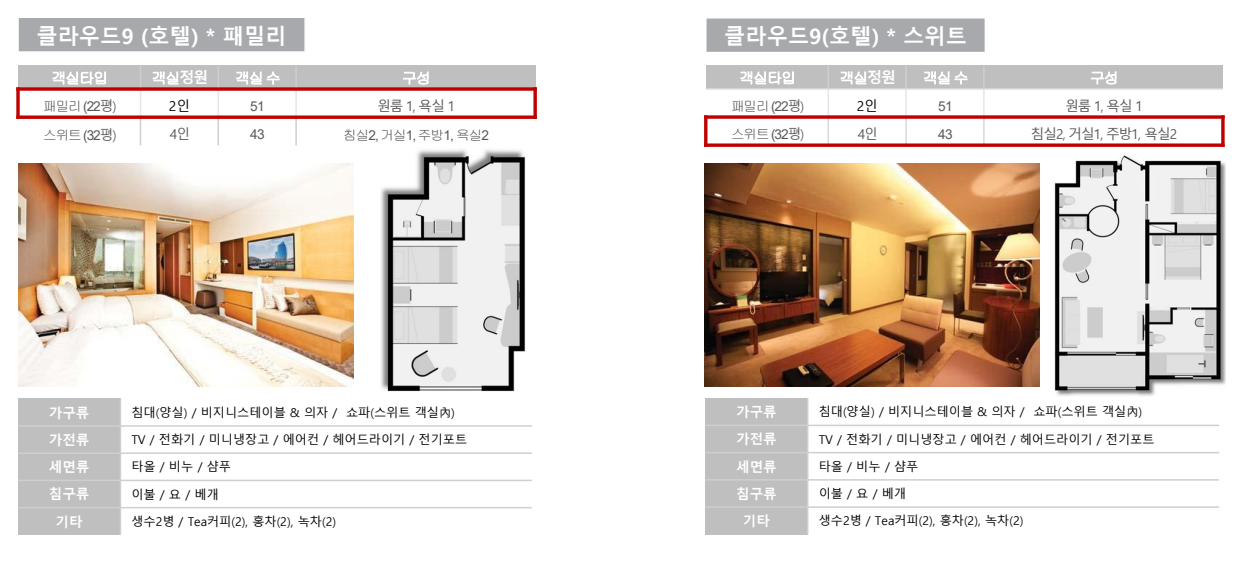 클라우드9 (호텔) * 패밀리
객실타입 객실정원 객실 수 구성
패밀리 (22평) 2인 51 원룸 1, 욕실 1
스위트 (32평) 4인 43 침실2, 거실1, 주방1, 욕실2
가구류 침대(양실) / 비지니스테이블 & 의자 / 쇼파(스위트 객실內)
가전류 TV / 전화기 / 미니냉장고 / 에어컨 / 헤어드라이기 / 전기포트
세면류 타올 / 비누 / 샴푸
침구류 이불 / 요 / 베개
기타 생수2병 / Tea커피(2), 홍차(2), 녹차(2)
클라우드9(호텔) * 스위트
객실타입 객실정원 객실 수 구성
패밀리 (22평) 2인 51 원룸 1, 욕실 1
스위트 (32평) 4인 43 침실2, 거실1, 주방1, 욕실2
가구류 침대(양실) / 비지니스테이블 & 의자 / 쇼파(스위트 객실內)
가전류 TV / 전화기 / 미니냉장고 / 에어컨 / 헤어드라이기 / 전기포트
세면류 타올 / 비누 / 샴푸
침구류 이불 / 요 / 베개
기타 생수2병 / Tea커피(2), 홍차(2), 녹차(2)